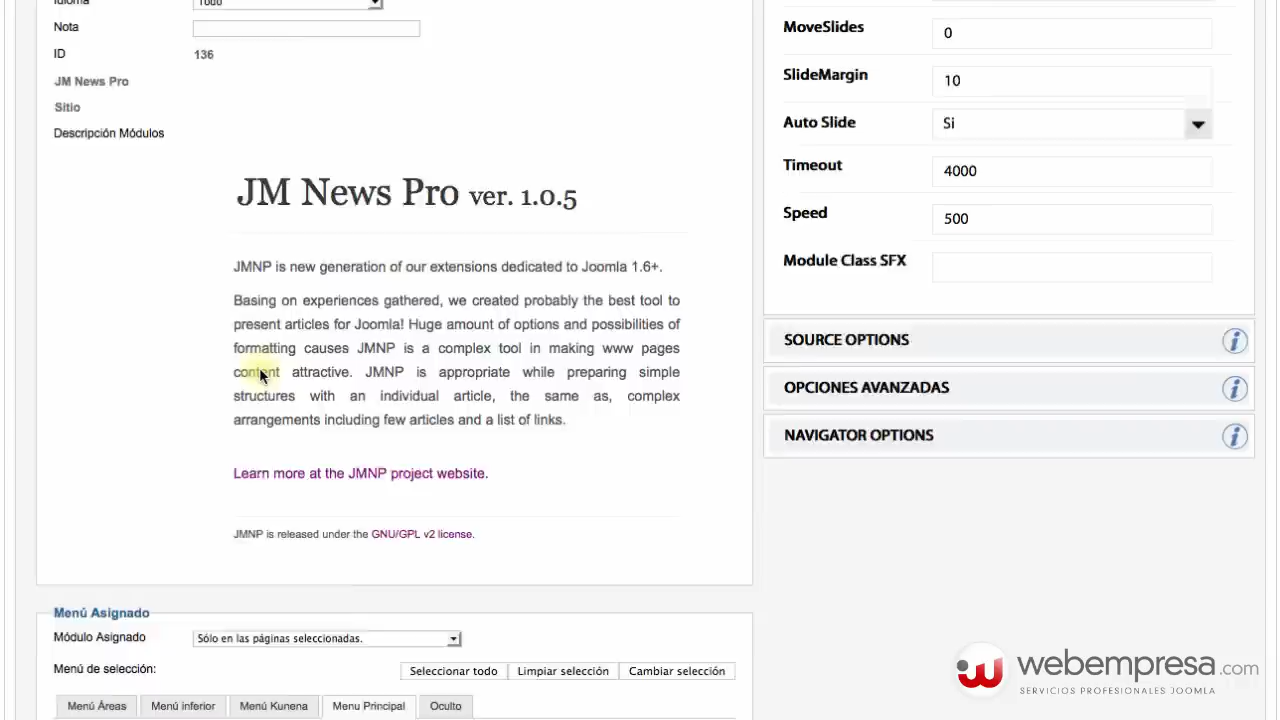 Idioma
Todo
Nota
ID
136
JM News Pro
Sitio
Descripción Módulos
JM News Pro ver. 1.0.5
JMNP is new generation of our extensions dedicated to Joomla 1.6+.
Basing on experiences gathered, we created probably the best tool to
present articles for Joomla! Huge amount of options and possibilities of
formatting causes JMNP is a complex tool in making www pages
content attractive. JMNP is appropriate while preparing simple
structures with an individual article, the same as, complex
arrangements including few articles and a list of links.
Learn more at the JMNP project website.
JMNP is released under the GNU/GPL v2 license.
Menú Asignado
Módulo Asignado
Sólo en las páginas seleccionadas.
Menú de selección:
Seleccionar todo
Limpiar selección
Cambiar selección
Menú Áreas
Menú inferior
Menú Kunena
Menu Principal
Oculto
MoveSlides
0
SlideMargin
10
Auto Slide
Si
Timeout
4000
Speed
500
Module Class SFX
SOURCE OPTIONS
OPCIONES AVANZADAS
NAVIGATOR OPTIONS
webempresa.com
SERVICIOS PROFESIONALES JOOMLA